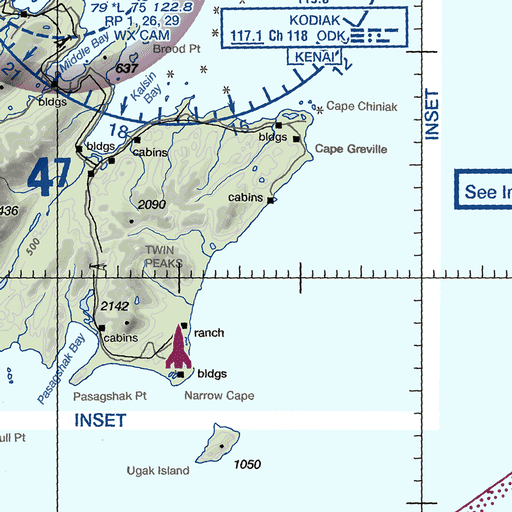 79 *L 75 122.8
RP 1, 26, 29
WX CAM
KODIAK
117.1 Ch 118 ODK
KENAI
12
Middle Bay
Brood Pt
637
21
Kalsin
Bay
bldgs
Cape Chiniak
INSET
18
15
bldgs
bldgs
cabins
Cape Greville
47
See In
cabins
2090
436
500
TWIN
PEAKS
2142
ranch
cabins
Pasagshak Bay
bldgs
Pasagshak Pt
Narrow Cape
INSET
ull Pt
Ugak Island
1050